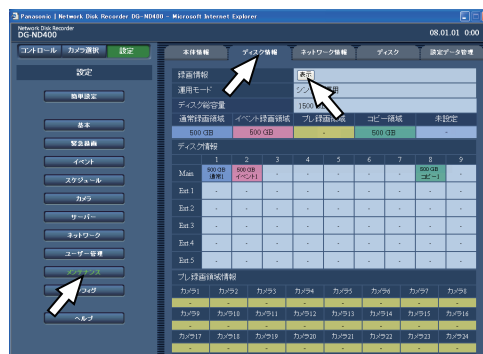 Panasonic | Network Disk Recorder DG-ND400 - Microsoft Internet Explorer
Network Disk Recorder
DG-ND400
08.01.01 0:00
コントロール カメラ選択 設定
本体情報 ディスク情報 ネットワーク情報 ディスク 設定データ管理
設定
簡単設定
基本
緊急録画
イベント
スケジュール
カメラ
サーバー
ネットワーク
ユーザー管理
メンテナンス
ヘルプ
録画情報 表示
運用モード
ディスク総容量 1500
通常録画領域 イベント録画領域 プレ録画領域 コピー領域 未設定
500 GB 500 GB - 500 GB -
ディスク情報
1 2 3 4 5 6 7 8 9
Main 500 GB 通常1 500 GB イベント1 - - - - - 500 GB コピー1 -
Ext.1 - - - - - - - - -
Ext.2 - - - - - - - - -
Ext.3 - - - - - - - - -
Ext.4 - - - - - - - - -
Ext.5 - - - - - - - - -
プレ録画領域情報
カメラ1 カメラ2 カメラ3 カメラ4 カメラ5 カメラ6 カメラ7 カメラ8
- - - - - - - -
カメラ9 カメラ10 カメラ11 カメラ12 カメラ13 カメラ14 カメラ15 カメラ16
- - - - - - - -
カメラ17 カメラ18 カメラ19 カメラ20 カメラ21 カメラ22 カメラ23 カメラ24
- - - - - - - -